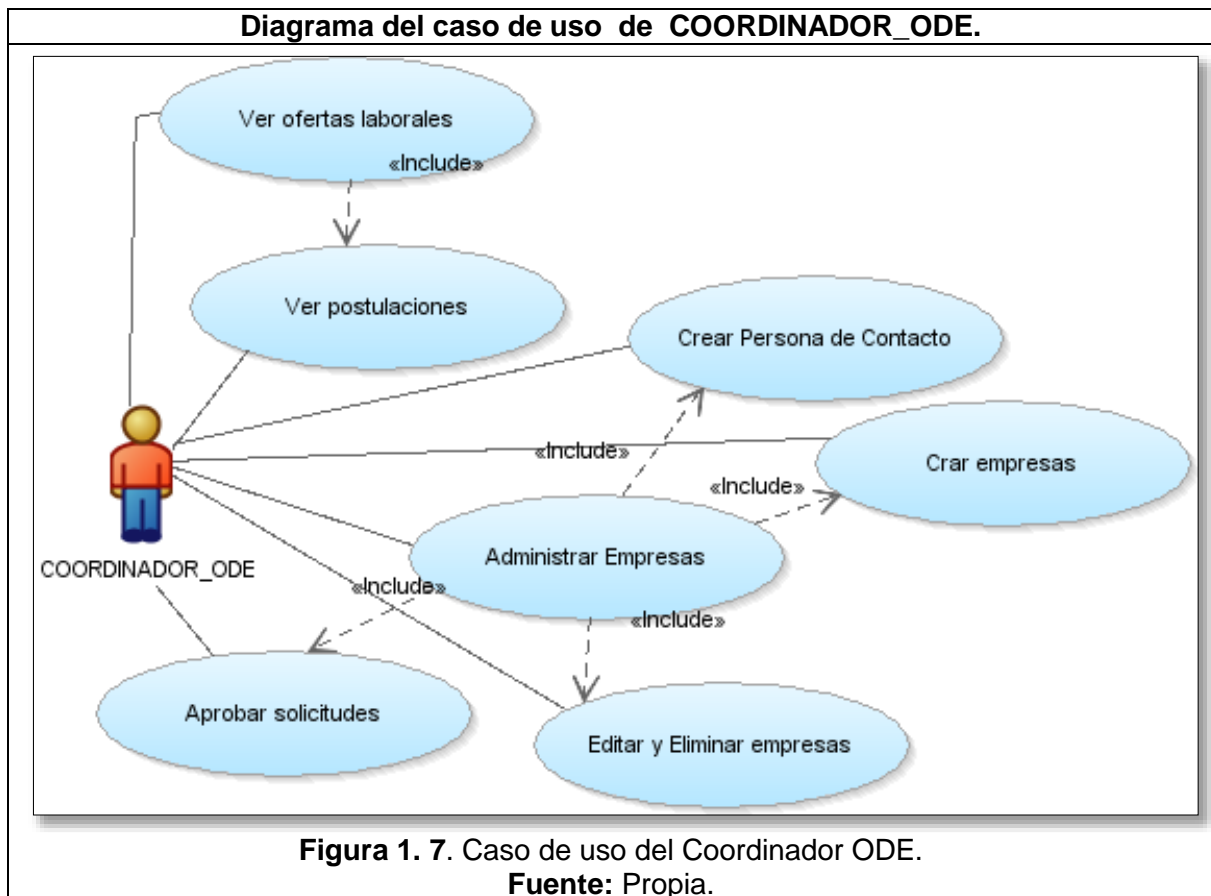 Diagrama del caso de uso de COORDINADOR_ODE.
Ver ofertas laborales
«Include»
Ver postulaciones
Crear Persona de Contacto
«Include»
Crar empresas
«Include»
Administrar Empresas
COORDINADOR_ODE
«Include»
«Include»
Aprobar solicitudes
Editar y Eliminar empresas
Figura 1. 7. Caso de uso del Coordinador ODE.
Fuente: Propia.